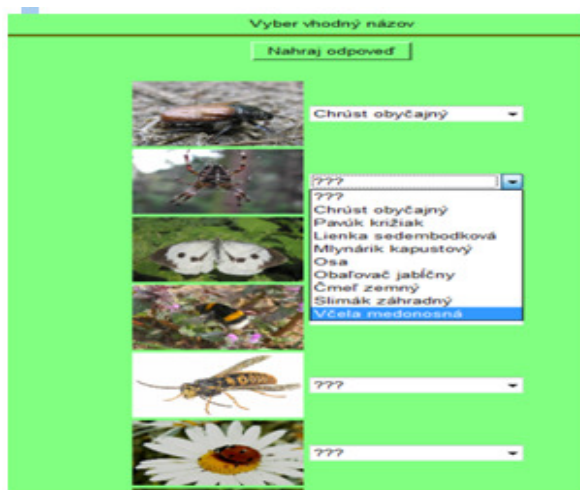 Vyber vhodný názov
Nahraj odpoveď
Chrúst obyčajný
???
???
Chrúst obyčajný
Pavúk križiak
Lienka sedembodková
Mlynárik kapustový
Osa
Obaľovač jabĺčny
Čmeľ zemný
Slimák záhradný
Včela medonosná
???
???